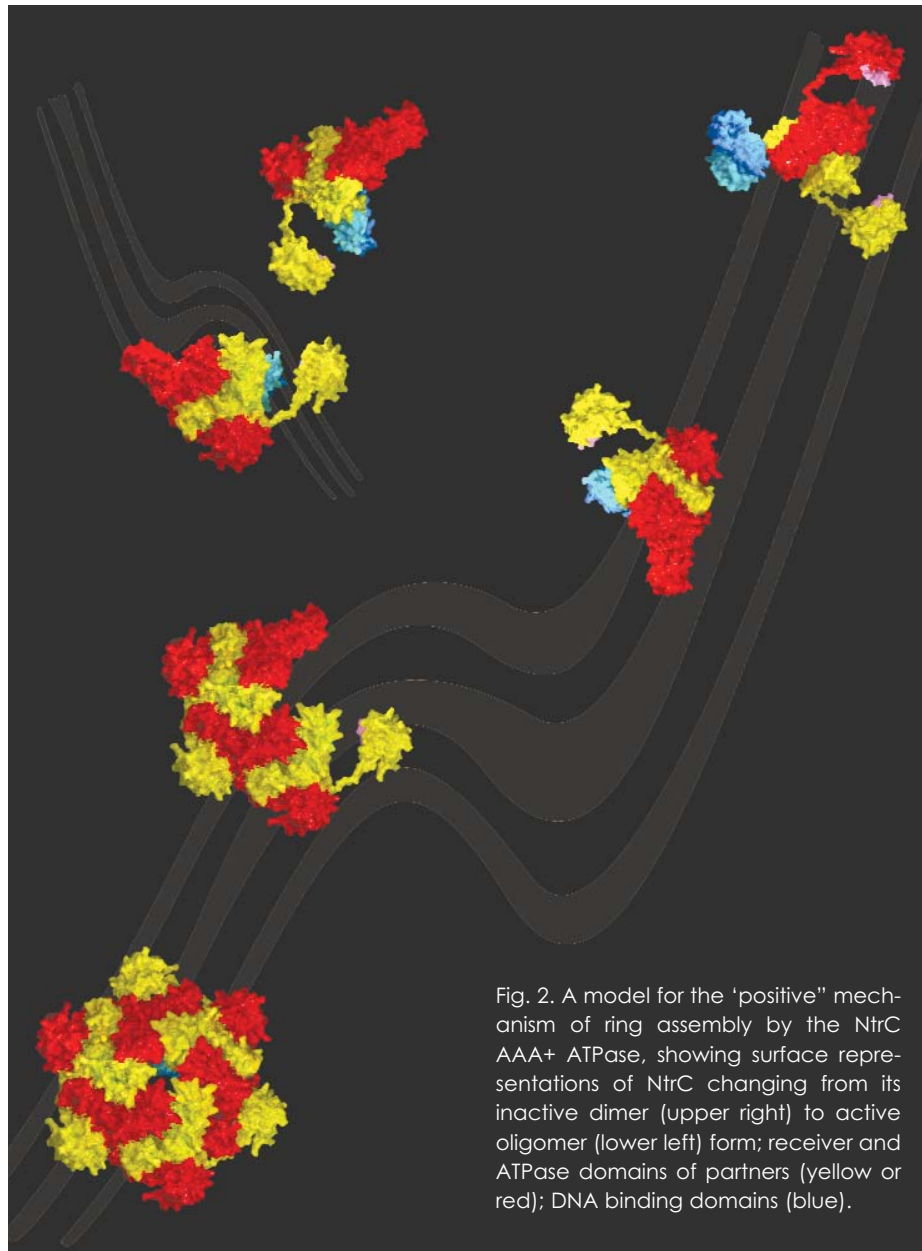 Fig. 2. A model for the ‘positive” mech-
anism of ring assembly by the NtrC
AAA+ ATPase, showing surface repre-
sentations of NtrC changing from its
inactive dimer (upper right) to active
oligomer (lower left) form; receiver and
ATPase domains of partners (yellow or
red); DNA binding domains (blue).